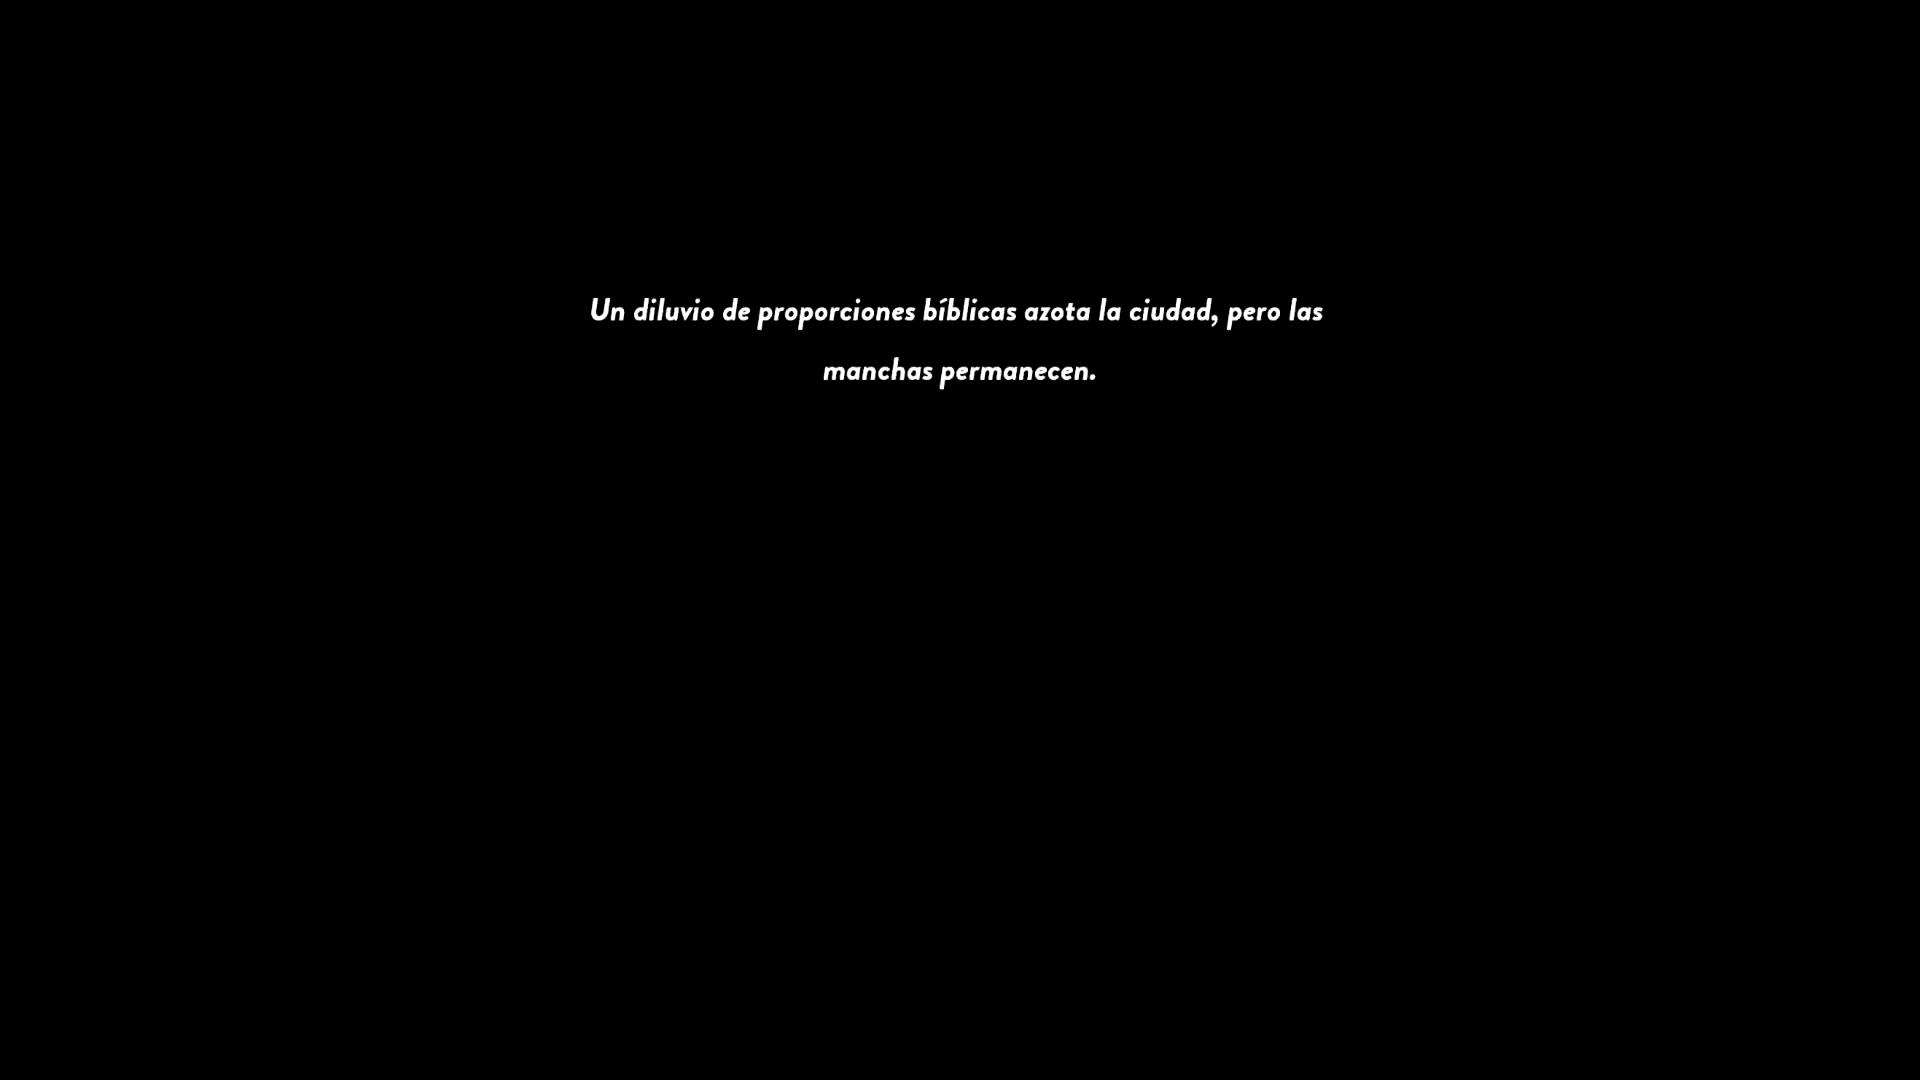 Un diluvio de proporciones bíblicas azota la ciudad, pero las
manchas permanecen.